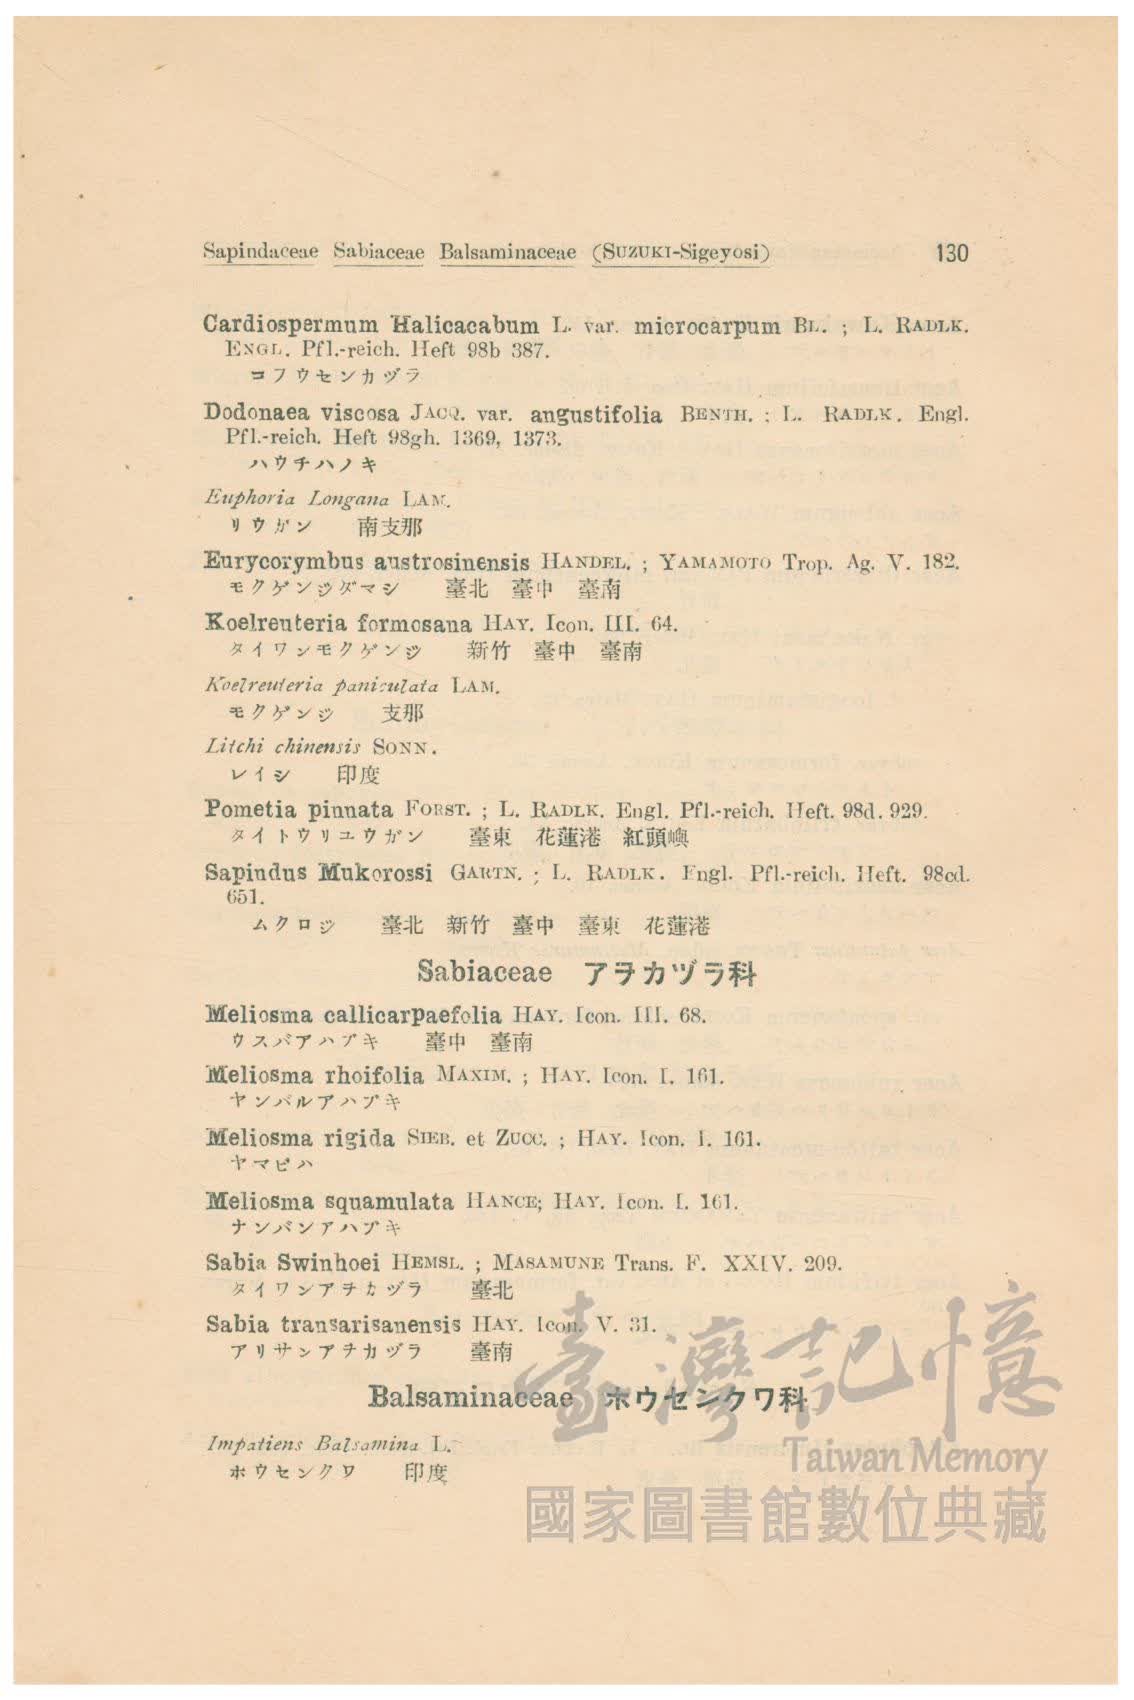 Sapindaceae Sabiaceae Balsaminaceae (SUZUKI-Sigeyosi) 130
Cardiospermum Halicacabum L. var. microcarpum BL. ; L. RADLK.
ENGL. Pfl.-reich. Heft 98b 387.
コフウセンカヅラ
Dodonaea viscosa JACQ. var. angustifolia BENTH. ; L. RADLK. Engl.
Pfl.-reich. Heft 98gh. 1369, 1373.
ハウチハノキ
Euphoria Longana LAM.
リウガン 南支那
Eurycorymbus austrosinensis HANDEL. ; YAMAMOTO Trop. Ag. V. 182.
モクゲンジダマシ 臺北 臺中 臺南
Koelreuteria formosana HAY. Icon. III. 64.
タイワンモクゲンジ 新竹 臺中 臺南
Koelreuteria paniculata LAM.
モクゲンジ 支那
Litchi chinensis SONN.
レイシ 印度
Pometia pinnata FORST. ; L. RADLK. Engl. Pfl.-reich. Heft. 98d. 929.
タイトウリユウガン 臺東 花蓮港 紅頭嶼
Sapindus Mukorossi GARTN. ; L. RADLK. Engl. Pfl.-reich. Heft. 98cd.
651.
ムクロジ 臺北 新竹 臺中 臺東 花蓮港
Sabiaceae アヲカヅラ科
Meliosma callicarpaefolia HAY. Icon. III. 68.
ウスバアハブキ 臺中 臺南
Meliosma rhoifolia MAXIM. ; HAY. Icon. I. 161.
ヤンバルアハブキ
Meliosma rigida SIEB. et ZUCC. ; HAY. Icon. I. 161.
ヤマビハ
Meliosma squamulata HANCE; HAY. Icon. I. 161.
ナンバンアハブキ
Sabia Swinhoei HEMSL. ; MASAMUNE Trans. F. XXIV. 209.
タイワンアヲカヅラ 臺北
Sabia transarisanensis HAY. Icon. V. 31.
アリサンアヲカヅラ 臺南
Balsaminaceae ホウセンクワ科
Impatiens Balsamina L.
ホウセンクワ 印度
臺灣記憶
Taiwan Memory
國家圖書館數位典藏